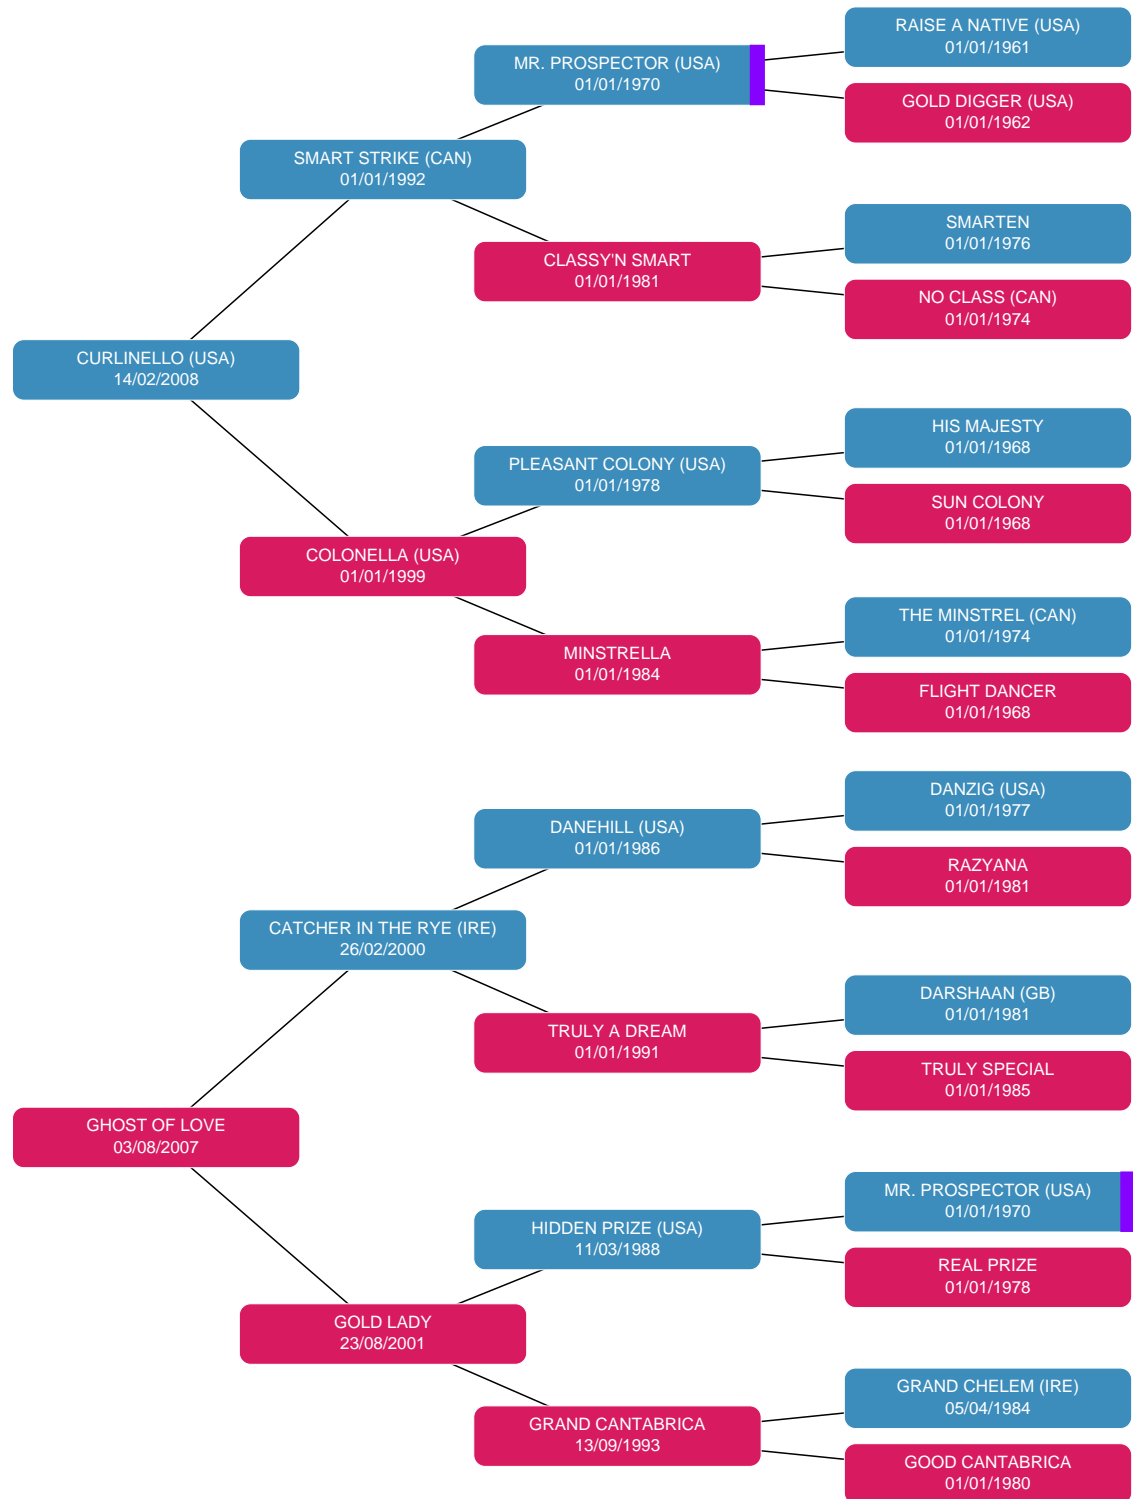 RAISE A NATIVE (USA)
01/01/1961
MR. PROSPECTOR (USA)
01/01/1970
GOLD DIGGER (USA)
01/01/1962
SMART STRIKE (CAN)
01/01/1992
SMARTEN
01/01/1976
CLASSY'N SMART
01/01/1981
NO CLASS (CAN)
01/01/1974
CURLINELLO (USA)
14/02/2008
HIS MAJESTY
01/01/1968
PLEASANT COLONY (USA)
01/01/1978
SUN COLONY
01/01/1968
COLONELLA (USA)
01/01/1999
THE MINSTREL (CAN)
01/01/1974
MINSTRELLA
01/01/1984
FLIGHT DANCER
01/01/1968
DANZIG (USA)
01/01/1977
DANEHILL (USA)
01/01/1986
RAZYANA
01/01/1981
CATCHER IN THE RYE (IRE)
26/02/2000
DARSHAAN (GB)
01/01/1981
TRULY A DREAM
01/01/1991
TRULY SPECIAL
01/01/1985
GHOST OF LOVE
03/08/2007
MR. PROSPECTOR (USA)
01/01/1970
HIDDEN PRIZE (USA)
11/03/1988
REAL PRIZE
01/01/1978
GOLD LADY
23/08/2001
GRAND CHELEM (IRE)
05/04/1984
GRAND CANTABRICA
13/09/1993
GOOD CANTABRICA
01/01/1980